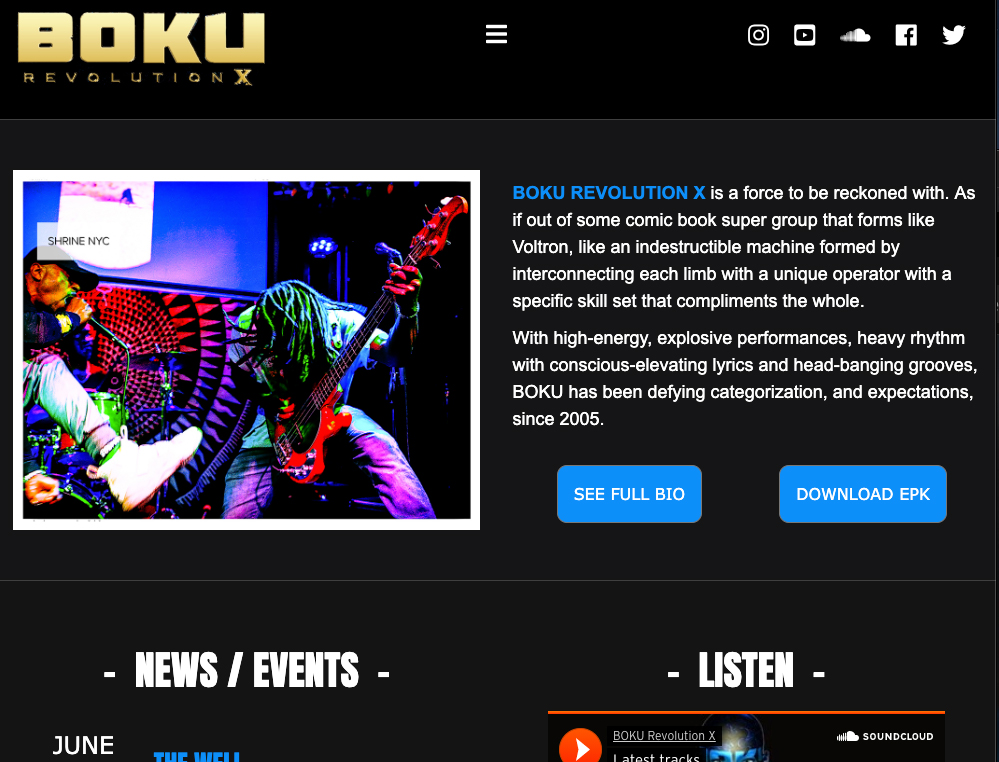 BOKU
REVOLUTION X
SHRINE NYC
BOKU REVOLUTION X is a force to be reckoned with. As
if out of some comic book super group that forms like
Voltron, like an indestructible machine formed by
interconnecting each limb with a unique operator with a
specific skill set that compliments the whole.
With high-energy, explosive performances, heavy rhythm
with conscious-elevating lyrics and head-banging grooves,
BOKU has been defying categorization, and expectations,
since 2005.
SEE FULL BIO
DOWNLOAD EPK
- NEWS / EVENTS -
JUNE
THE WELL
- LISTEN -
BOKU Revolution X
SOUNDCLOUD
Latest tracks